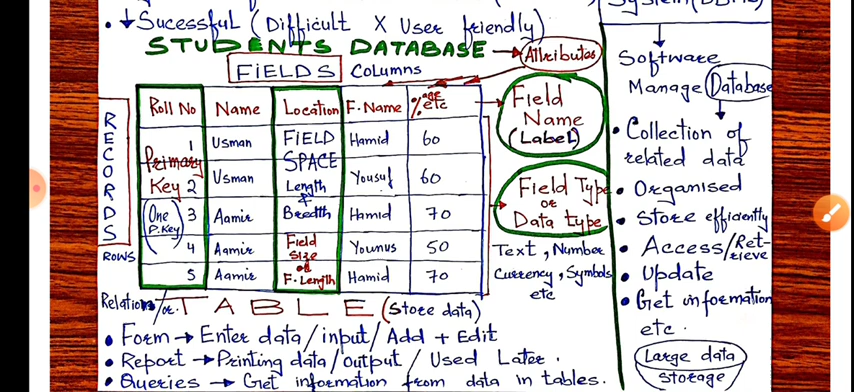 • ↓ Sucessful (Difficult X User friendly)
STUDENTS DATABASE → Attributes
FiELDS Columns
RECORDS
ROWS
Roll No Name Location F.Name %age etc
1 Usman FiELD Hamid 60
Primary SPACE
Key 2 Usman Length Yousuf 60
+
(One P.Key) 3 Aamir Breadth Hamid 70
4 Aamir Field Size Younus 50
or
5 Aamir F.Length Hamid 70
→ Field Name (Label)
→ Field Type
or
Data type
Text, Number
Currency, Symbols
etc
Relation/or TABLE (Store data)
• Form → Enter data/input/Add + Edit
• Report → Printing data/output/Used Later.
• Queries → Get information from data in tables.
Software
Manage Database
• Collection of
related data
• Organised
• Store efficiently
• Access/Ret-
rieve
• Update
• Get information
etc.
Large data
storage